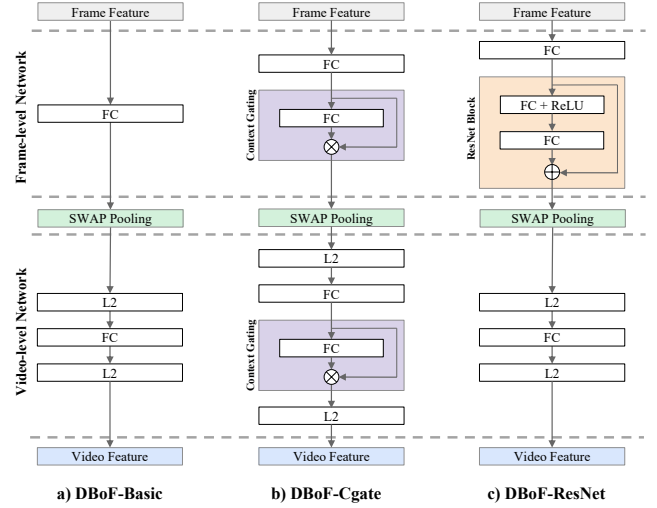 Frame Feature
Frame Feature
Frame Feature
Frame-level Network
FC
FC
Context Gating
FC
FC
ResNet Block
FC + ReLU
FC
SWAP Pooling
SWAP Pooling
SWAP Pooling
Video-level Network
L2
FC
L2
L2
FC
Context Gating
FC
L2
L2
FC
L2
Video Feature
Video Feature
Video Feature
a) DBoF-Basic
b) DBoF-Cgate
c) DBoF-ResNet